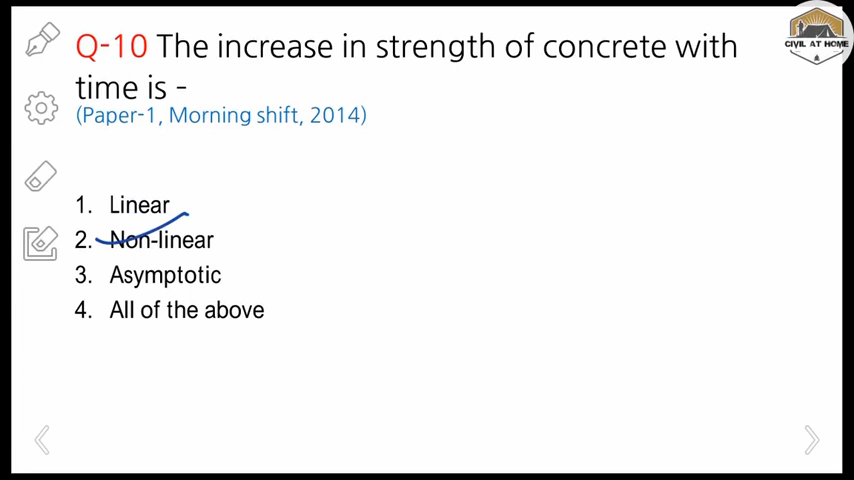 CIVIL AT HOME
Q-10 The increase in strength of concrete with
time is -
(Paper-1, Morning shift, 2014)
1. Linear
2. Non-linear
3. Asymptotic
4. All of the above